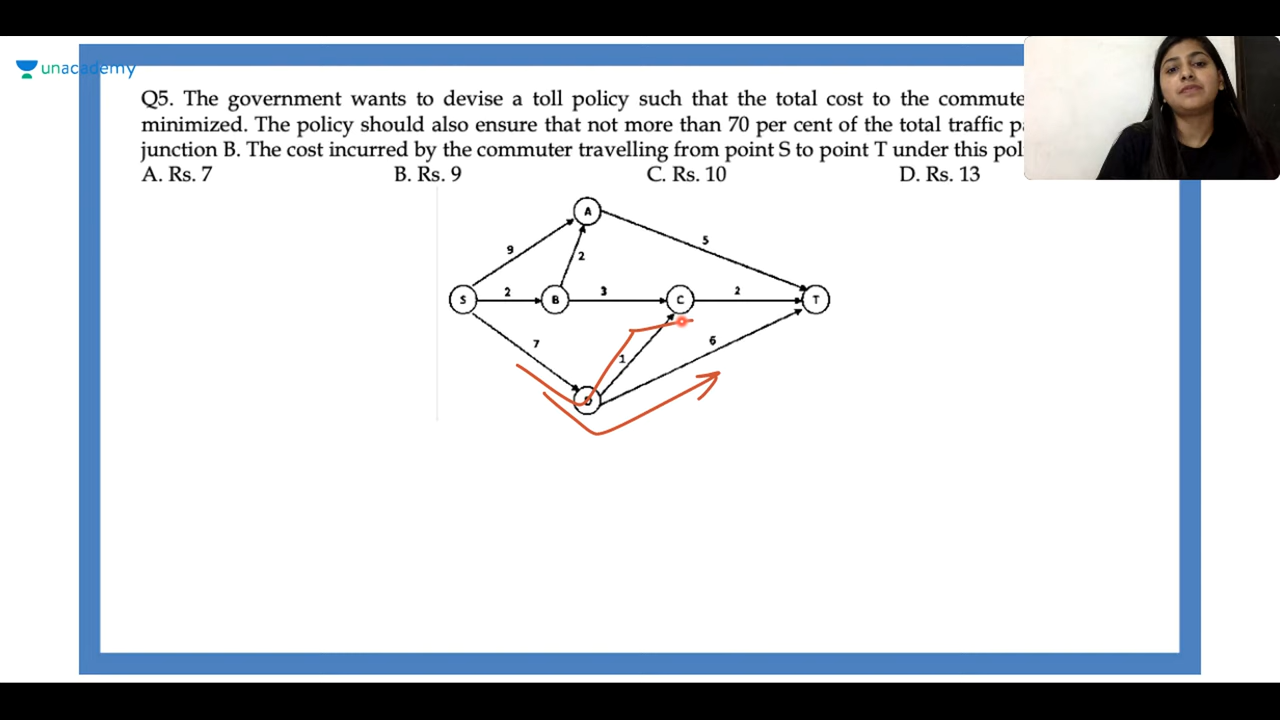 unacademy
Q5. The government wants to devise a toll policy such that the total cost to the commute
minimized. The policy should also ensure that not more than 70 per cent of the total traffic p
junction B. The cost incurred by the commuter travelling from point S to point T under this pol
A. Rs. 7 B. Rs. 9 C. Rs. 10 D. Rs. 13
A
9 2 5
S 2 B 3 C 2 T
7 1 6
D